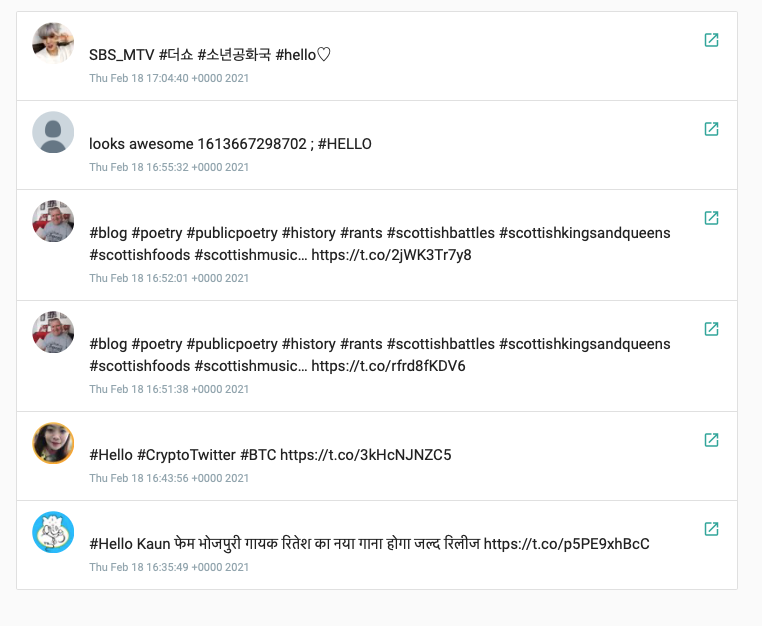 SBS_MTV #더쇼 #소년공화국 #hello♡
Thu Feb 18 17:04:40 +0000 2021
looks awesome 1613667298702 ; #HELLO
Thu Feb 18 16:55:32 +0000 2021
#blog #poetry #publicpoetry #history #rants #scottishbattles #scottishkingsandqueens
#scottishfoods #scottishmusic… https://t.co/2jWK3Tr7y8
Thu Feb 18 16:52:01 +0000 2021
#blog #poetry #publicpoetry #history #rants #scottishbattles #scottishkingsandqueens
#scottishfoods #scottishmusic… https://t.co/rfrd8fKDV6
Thu Feb 18 16:51:38 +0000 2021
#Hello #CryptoTwitter #BTC https://t.co/3kHcNJNZC5
Thu Feb 18 16:43:56 +0000 2021
#Hello Kaun फेम भोजपुरी गायक रितेश का नया गाना होगा जल्द रिलीज https://t.co/p5PE9xhBcC
Thu Feb 18 16:35:49 +0000 2021